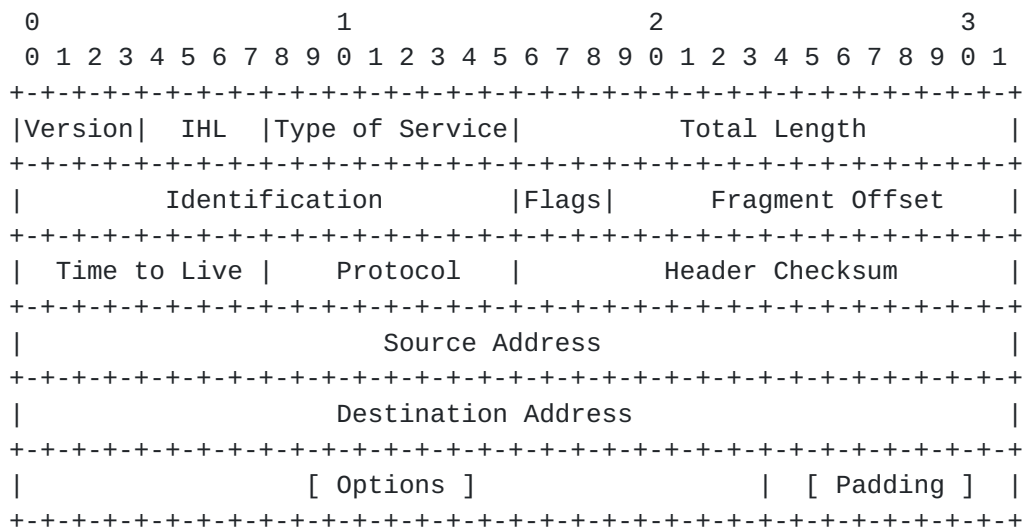 0                   1                   2                   3
 0 1 2 3 4 5 6 7 8 9 0 1 2 3 4 5 6 7 8 9 0 1 2 3 4 5 6 7 8 9 0 1
+-+-+-+-+-+-+-+-+-+-+-+-+-+-+-+-+-+-+-+-+-+-+-+-+-+-+-+-+-+-+-+-+
|Version|  IHL  |Type of Service|          Total Length         |
+-+-+-+-+-+-+-+-+-+-+-+-+-+-+-+-+-+-+-+-+-+-+-+-+-+-+-+-+-+-+-+-+
|         Identification        |Flags|      Fragment Offset    |
+-+-+-+-+-+-+-+-+-+-+-+-+-+-+-+-+-+-+-+-+-+-+-+-+-+-+-+-+-+-+-+-+
|  Time to Live |    Protocol   |         Header Checksum       |
+-+-+-+-+-+-+-+-+-+-+-+-+-+-+-+-+-+-+-+-+-+-+-+-+-+-+-+-+-+-+-+-+
|                       Source Address                          |
+-+-+-+-+-+-+-+-+-+-+-+-+-+-+-+-+-+-+-+-+-+-+-+-+-+-+-+-+-+-+-+-+
|                    Destination Address                        |
+-+-+-+-+-+-+-+-+-+-+-+-+-+-+-+-+-+-+-+-+-+-+-+-+-+-+-+-+-+-+-+-+
|                  [ Options ]                  |  [ Padding ]  |
+-+-+-+-+-+-+-+-+-+-+-+-+-+-+-+-+-+-+-+-+-+-+-+-+-+-+-+-+-+-+-+-+